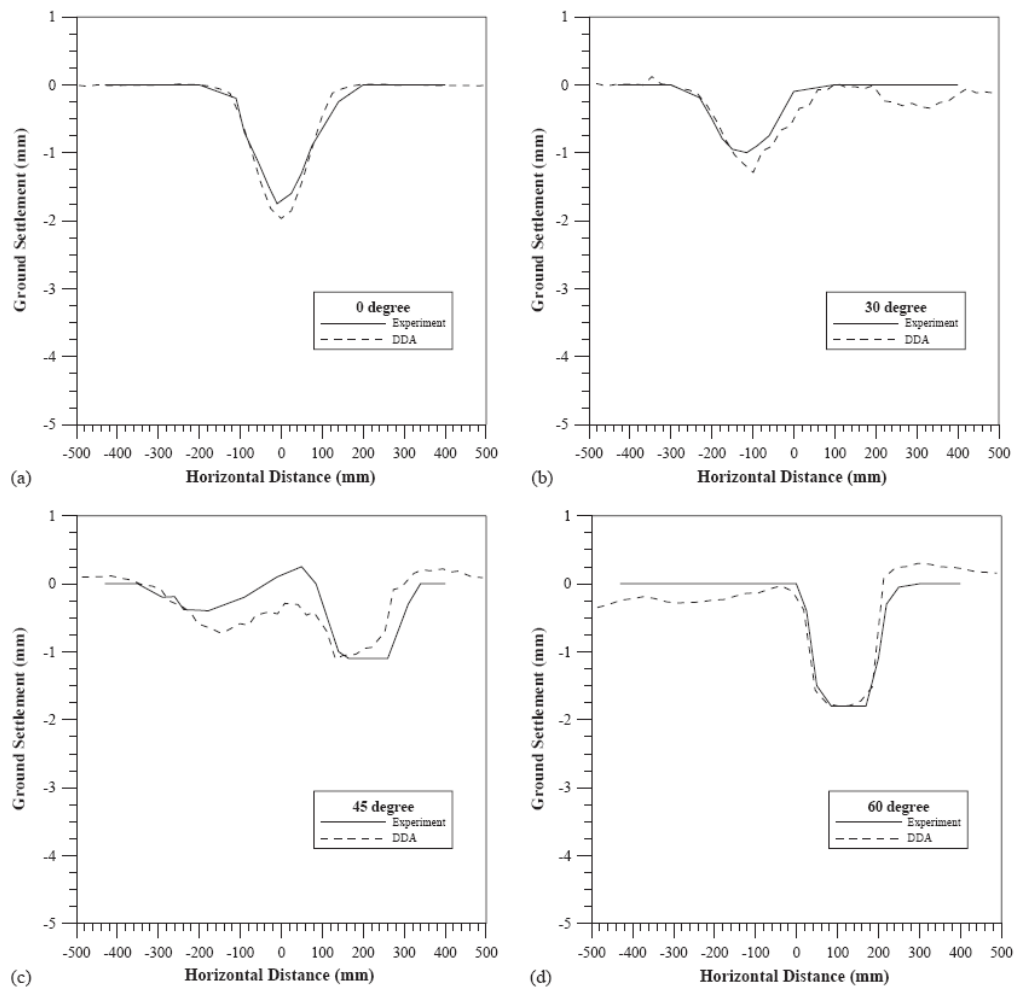 1
0
-1
-2
-3
-4
-5
Ground Settlement (mm)
0 degree
Experiment
DDA
-500 -400 -300 -200 -100 0 100 200 300 400 500
(a)
Horizontal Distance (mm)
1
0
-1
-2
-3
-4
-5
Ground Settlement (mm)
30 degree
Experiment
DDA
-500 -400 -300 -200 -100 0 100 200 300 400 500
(b)
Horizontal Distance (mm)
1
0
-1
-2
-3
-4
-5
Ground Settlement (mm)
45 degree
Experiment
DDA
-500 -400 -300 -200 -100 0 100 200 300 400 500
(c)
Horizontal Distance (mm)
1
0
-1
-2
-3
-4
-5
Ground Settlement (mm)
60 degree
Experiment
DDA
-500 -400 -300 -200 -100 0 100 200 300 400 500
(d)
Horizontal Distance (mm)